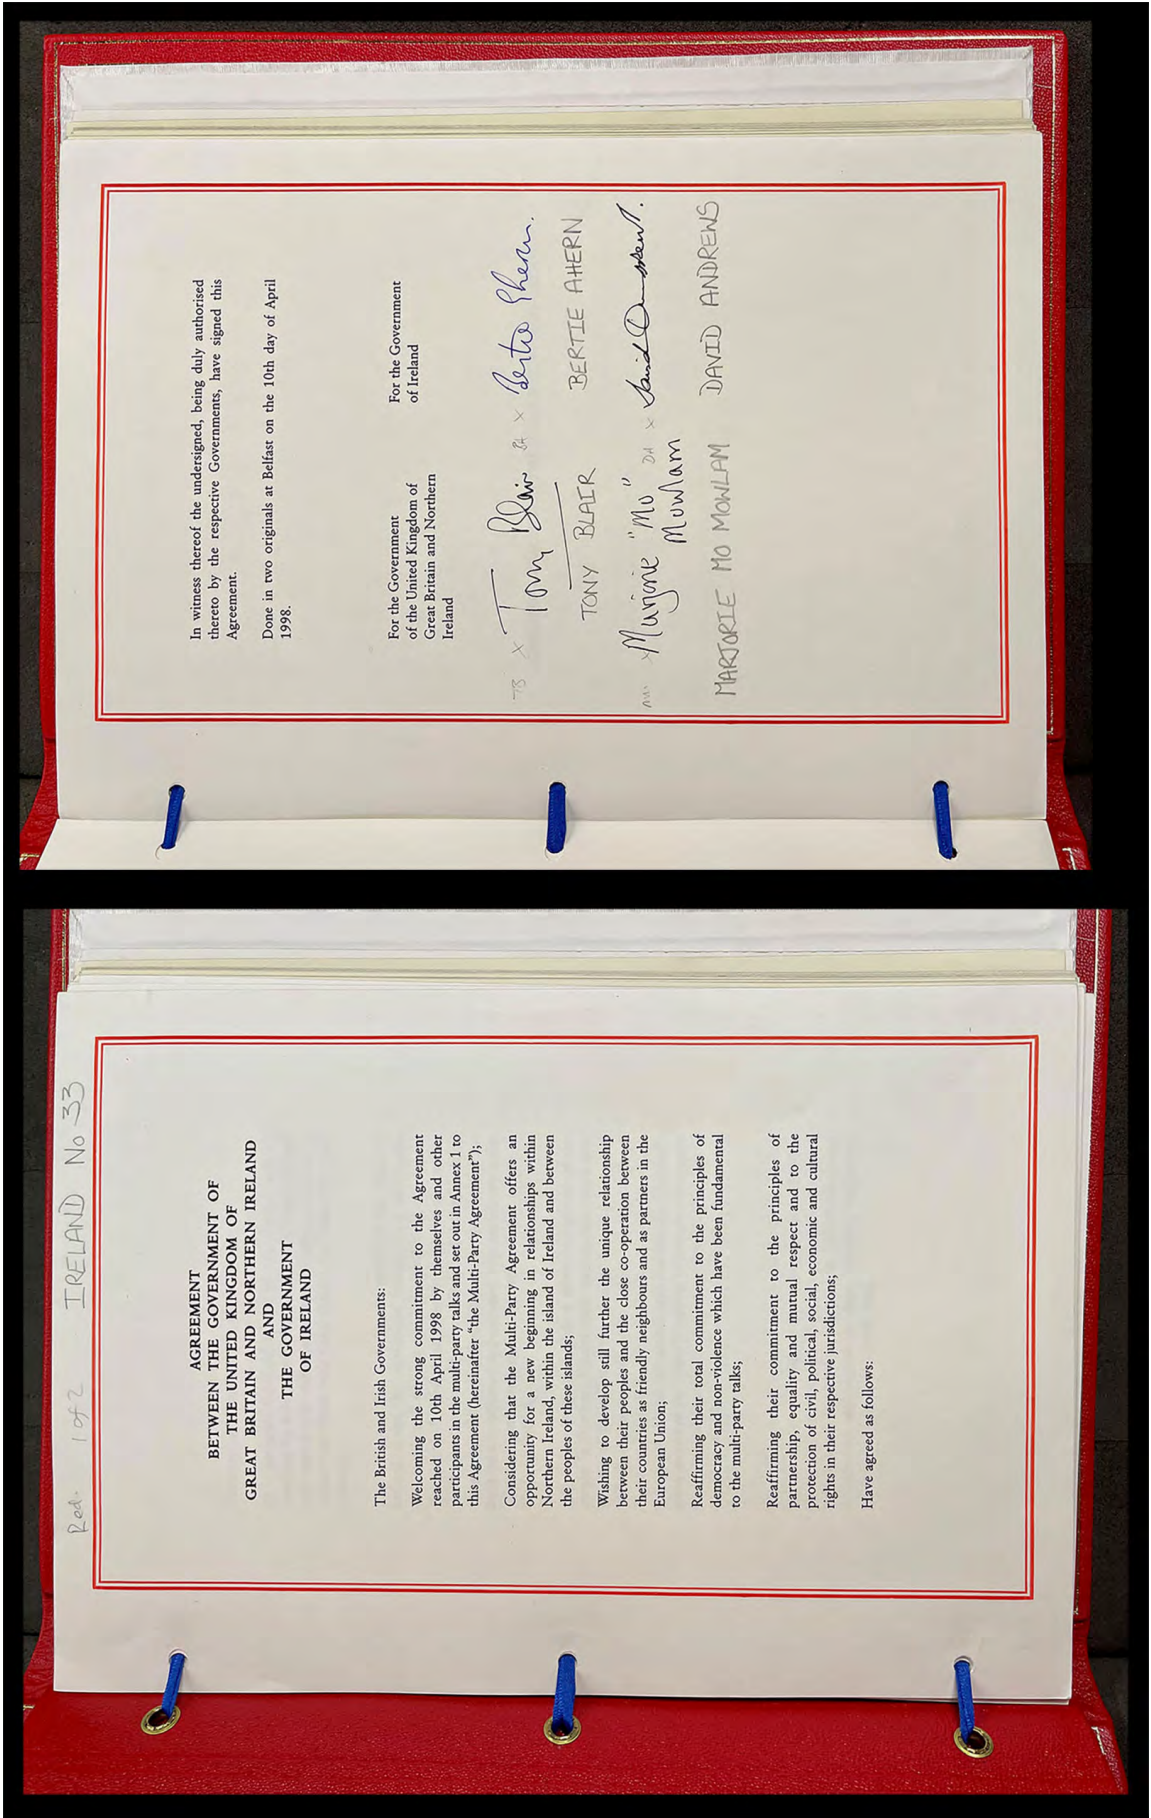 Red. 1 of 2 IRELAND No 33
AGREEMENT
BETWEEN THE GOVERNMENT OF
THE UNITED KINGDOM OF
GREAT BRITAIN AND NORTHERN IRELAND
AND
THE GOVERNMENT
OF IRELAND
The British and Irish Governments:
Welcoming the strong commitment to the Agreement
reached on 10th April 1998 by themselves and other
participants in the multi-party talks and set out in Annex 1 to
this Agreement (hereinafter “the Multi-Party Agreement”);
Considering that the Multi-Party Agreement offers an
opportunity for a new beginning in relationships within
Northern Ireland, within the island of Ireland and between
the peoples of these islands;
Wishing to develop still further the unique relationship
between their peoples and the close co-operation between
their countries as friendly neighbours and as partners in the
European Union;
Reaffirming their total commitment to the principles of
democracy and non-violence which have been fundamental
to the multi-party talks;
Reaffirming their commitment to the principles of
partnership, equality and mutual respect and to the
protection of civil, political, social, economic and cultural
rights in their respective jurisdictions;
Have agreed as follows:
In witness thereof the undersigned, being duly authorised
thereto by the respective Governments, have signed this
Agreement.
Done in two originals at Belfast on the 10th day of April
1998.
For the Government
of the United Kingdom of
Great Britain and Northern
Ireland
For the Government
of Ireland
TB x Tony Blair BA x Bertie Ahern.
TONY BLAIR BERTIE AHERN
x Marjorie "Mo" DA x David Andrews.
Mowlam
MARJORIE MO MOWLAM DAVID ANDREWS